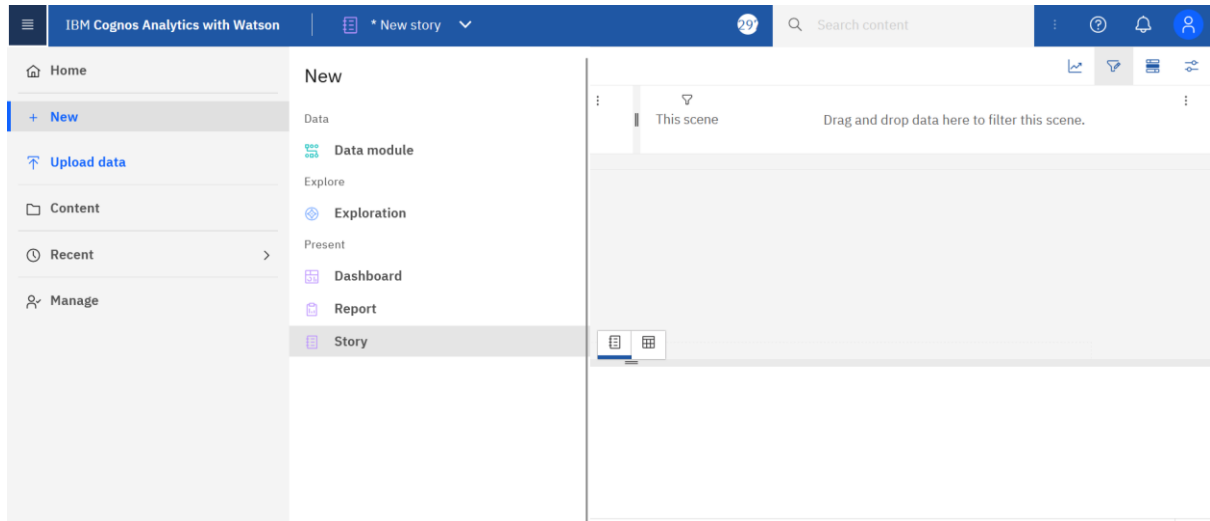 IBM Cognos Analytics with Watson
* New story
29'
Search content
Home
New
Upload data
Content
Recent
Manage
New
Data
Data module
Explore
Exploration
Present
Dashboard
Report
Story
This scene
Drag and drop data here to filter this scene.